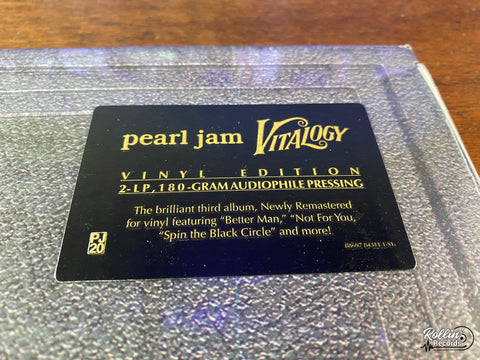 pearl jam VITALOGY
VINYL EDITION
2-LP, 180-GRAM AUDIOPHILE PRESSING
The brilliant third album, Newly Remastered
for vinyl featuring "Better Man," "Not For You,
"Spin the Black Circle" and more!
PJ
20
Rollin
Records